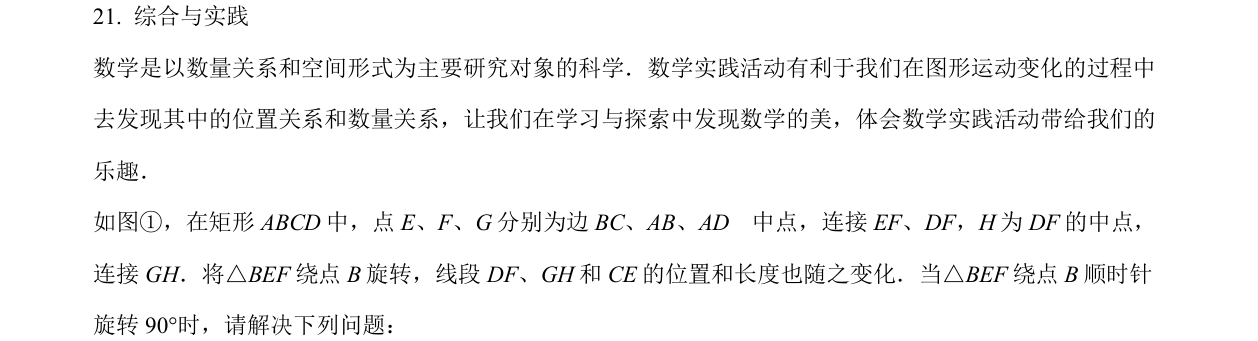 21. 综合与实践
数学是以数量关系和空间形式为主要研究对象的科学．数学实践活动有利于我们在图形运动变化的过程中
去发现其中的位置关系和数量关系，让我们在学习与探索中发现数学的美，体会数学实践活动带给我们的
乐趣．
如图①，在矩形 ABCD 中，点 E、F、G 分别为边 BC、AB、AD 中点，连接 EF、DF，H 为 DF 的中点，
连接 GH．将△BEF 绕点 B 旋转，线段 DF、GH 和 CE 的位置和长度也随之变化．当△BEF 绕点 B 顺时针
旋转 90°时，请解决下列问题：